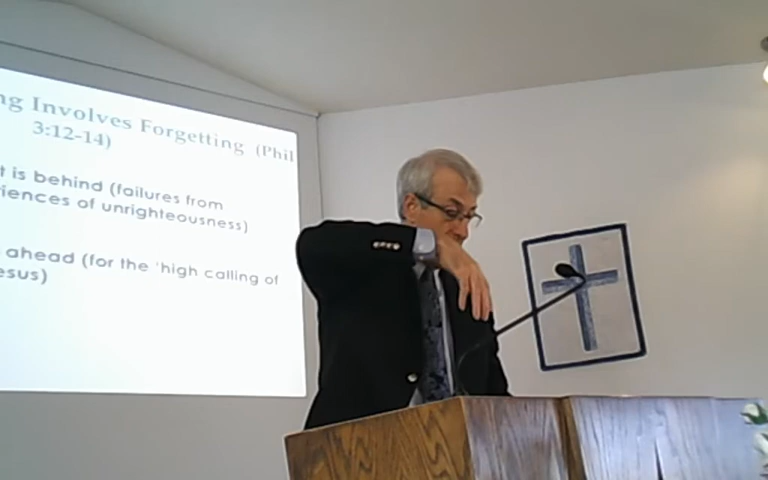 ng Involves Forgetting (Phil
3:12-14)
t is behind (failures from
iences of unrighteousness)
ahead (for the 'high calling of
esus)